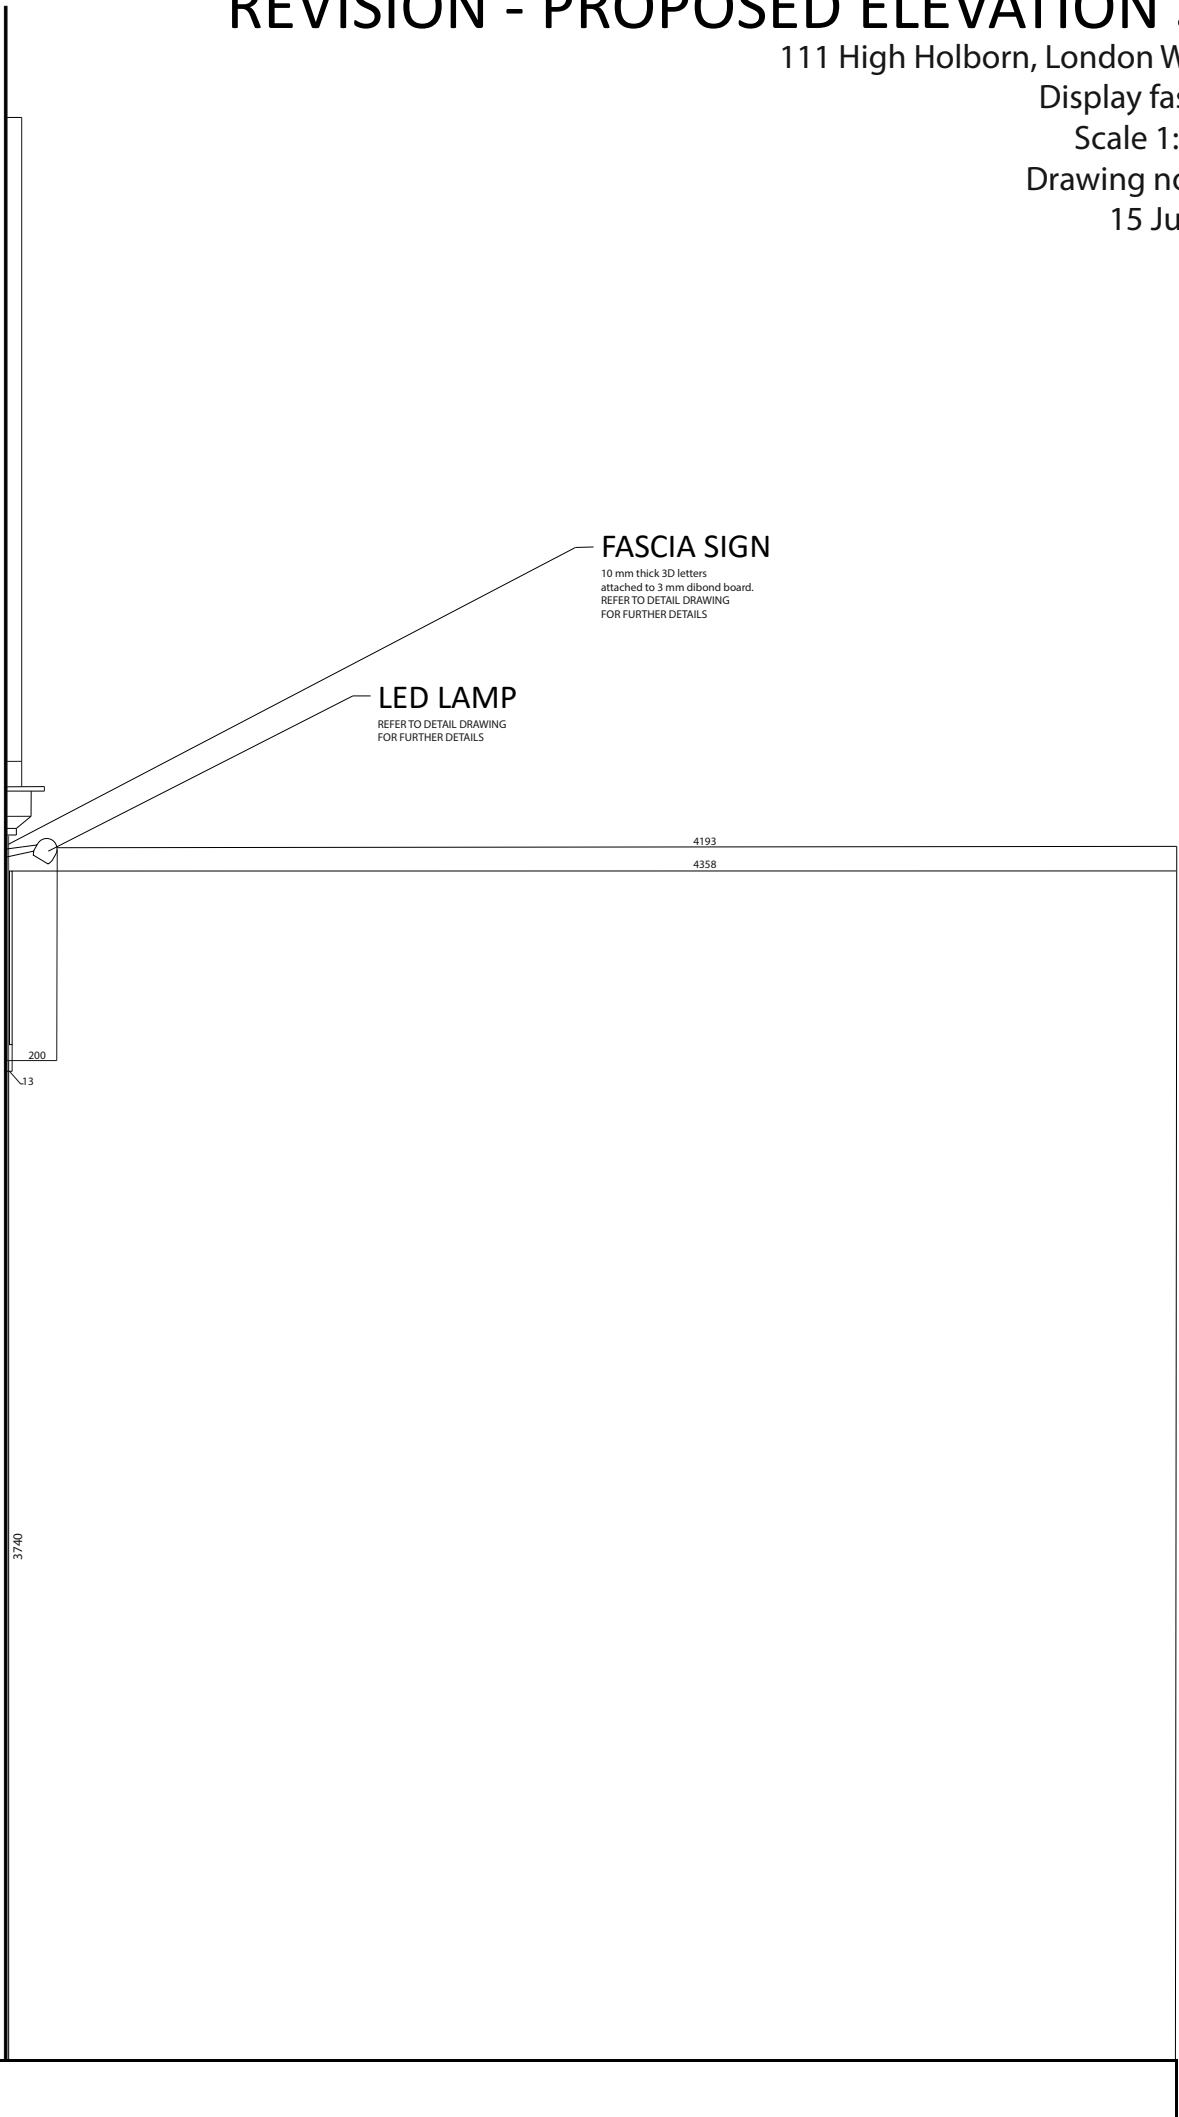 REVISION - PROPOSED ELEVATION
111 High Holborn, London
Display
Scale 1:
Drawing
15
FASCIA SIGN
10 mm thick 3D letters
attached to 3 mm dibond board.
REFER TO DETAIL DRAWING
FOR FURTHER DETAILS
LED LAMP
REFER TO DETAIL DRAWING
FOR FURTHER DETAILS
4193
4358
200
13
3740